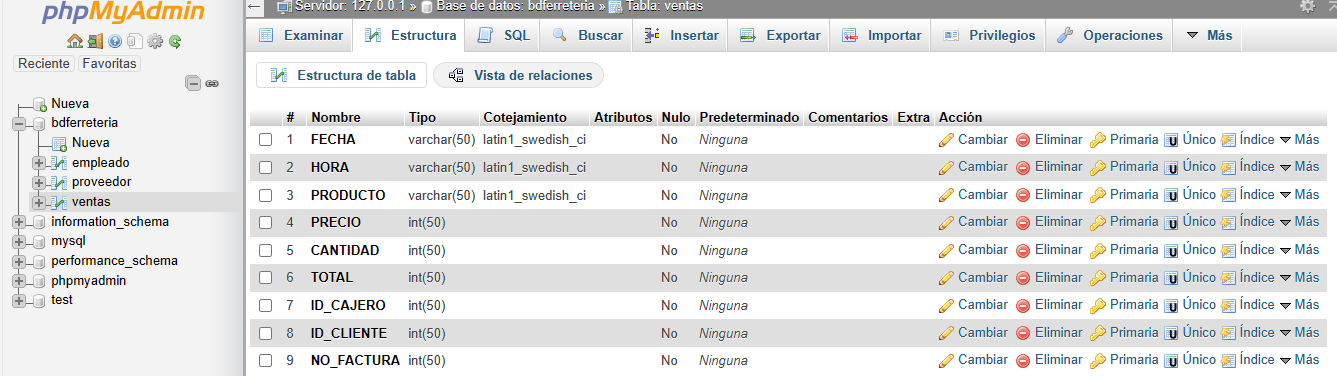 phpMyAdmin
Servidor: 127.0.0.1 » Base de datos: bdferreteria » Tabla: ventas
Examinar Estructura SQL Buscar Insertar Exportar Importar Privilegios Operaciones Más
Reciente Favoritas
Estructura de tabla Vista de relaciones
Nueva
bdferreteria
Nueva
empleado
proveedor
ventas
information_schema
mysql
performance_schema
phpmyadmin
test
# Nombre Tipo Cotejamiento Atributos Nulo Predeterminado Comentarios Extra Acción
1 FECHA varchar(50) latin1_swedish_ci No Ninguna Cambiar Eliminar Primaria Único Índice Más
2 HORA varchar(50) latin1_swedish_ci No Ninguna Cambiar Eliminar Primaria Único Índice Más
3 PRODUCTO varchar(50) latin1_swedish_ci No Ninguna Cambiar Eliminar Primaria Único Índice Más
4 PRECIO int(50) No Ninguna Cambiar Eliminar Primaria Único Índice Más
5 CANTIDAD int(50) No Ninguna Cambiar Eliminar Primaria Único Índice Más
6 TOTAL int(50) No Ninguna Cambiar Eliminar Primaria Único Índice Más
7 ID_CAJERO int(50) No Ninguna Cambiar Eliminar Primaria Único Índice Más
8 ID_CLIENTE int(50) No Ninguna Cambiar Eliminar Primaria Único Índice Más
9 NO_FACTURA int(50) No Ninguna Cambiar Eliminar Primaria Único Índice Más